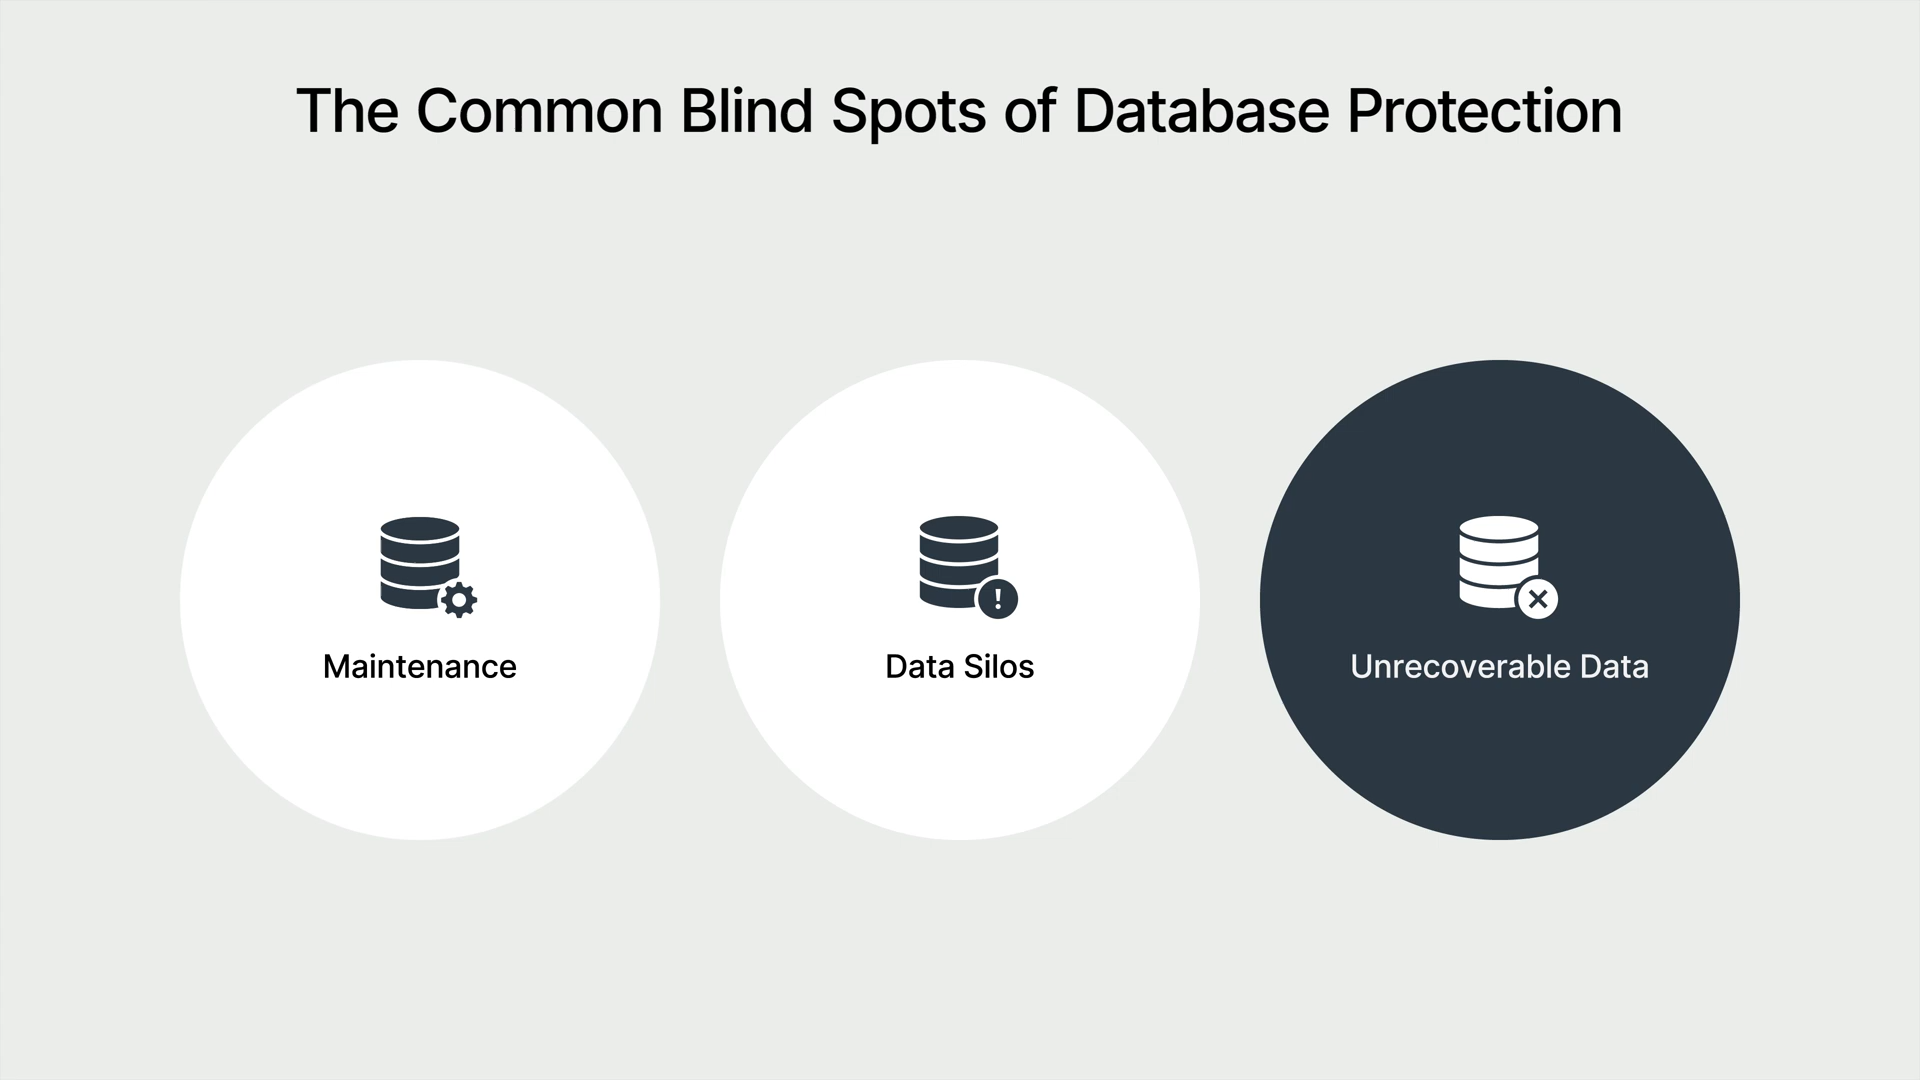 The Common Blind Spots of Database Protection
Maintenance
Data Silos
Unrecoverable Data